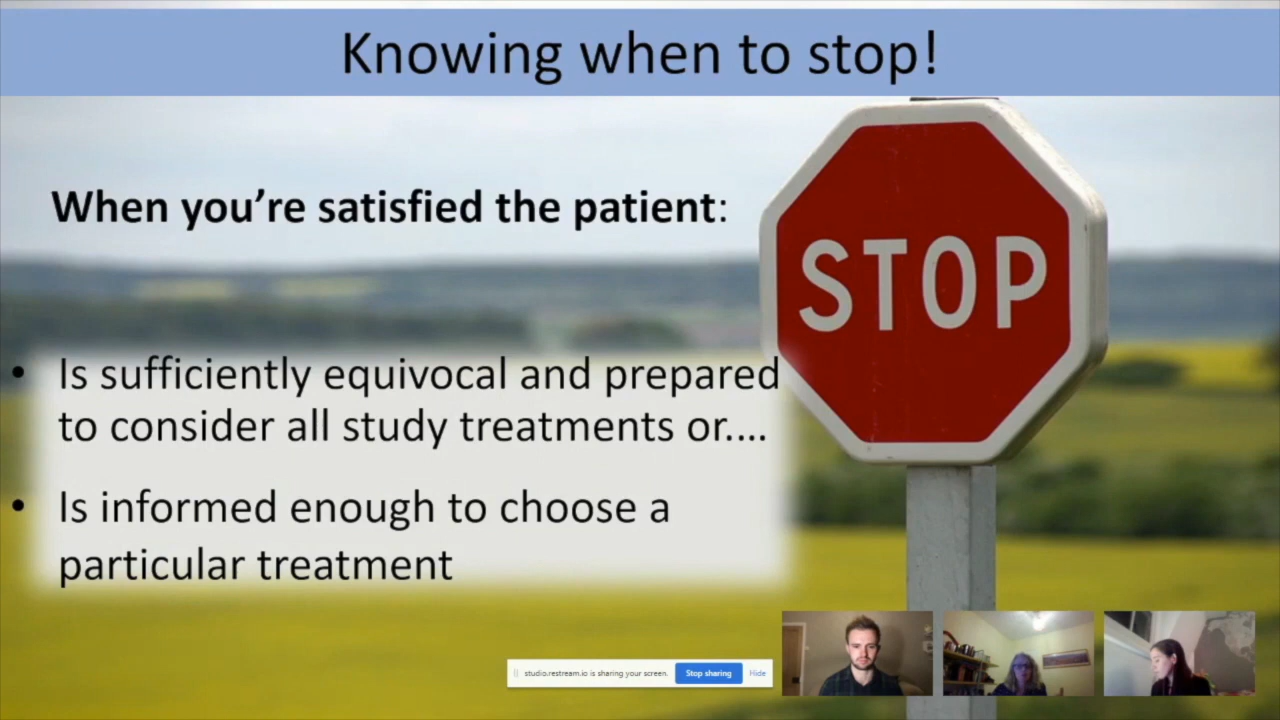 Knowing when to stop!
When you’re satisfied the patient:
STOP
• Is sufficiently equivocal and prepared
to consider all study treatments or....
• Is informed enough to choose a
particular treatment
studio.restream.io is sharing your screen. Stop sharing Hide